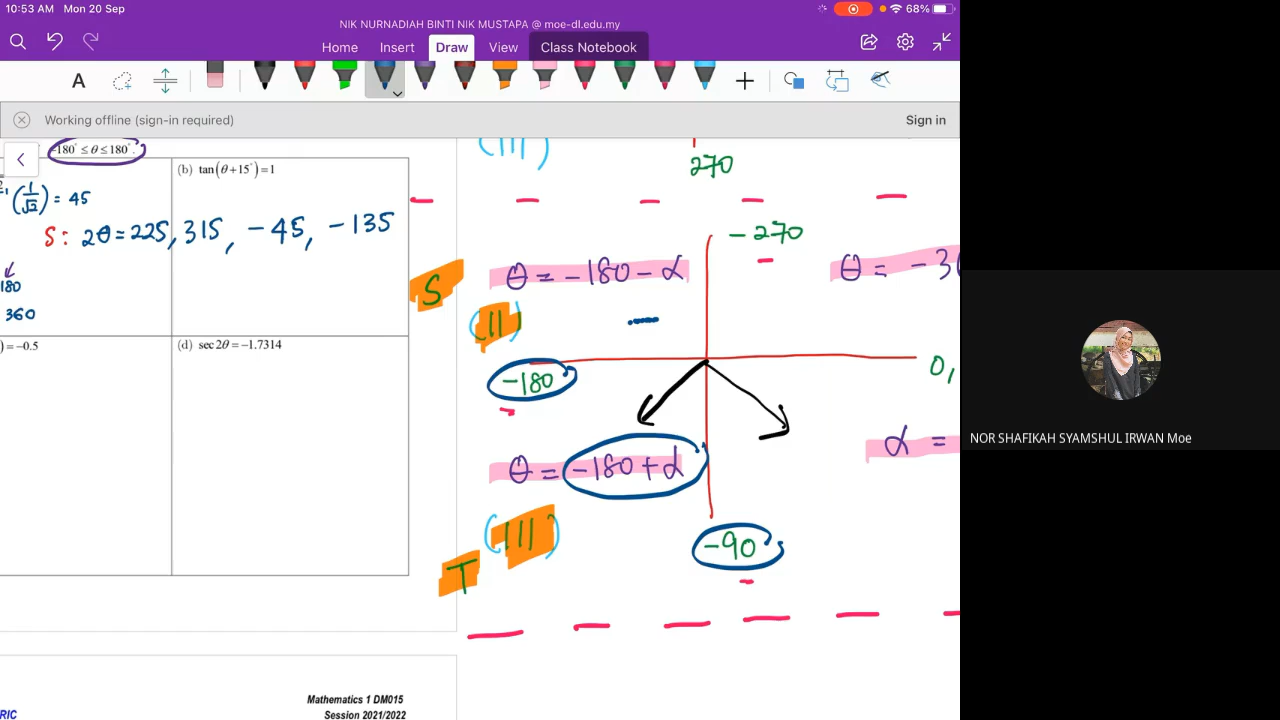 10:53 AM Mon 20 Sep
68%
NIK NURNADIAH BINTI NIK MUSTAPA @ moe-dl.edu.my
Home Insert Draw View Class Notebook
A
Working offline (sign-in required) Sign in
-180° ≤ θ ≤ 180°.
(1/√2) = 45
(b) tan(θ+15°)=1
S: 2θ = 225, 315, -45, -135
180
360
) = -0.5
(d) sec 2θ = -1.7314
(III)
270
-270
θ = -180 - α
θ = -3
S
(II)
-180
0,
θ = -180 + α
α =
(III)
T
-90
NOR SHAFIKAH SYAMSHUL IRWAN Moe
Mathematics 1 DM015
Session 2021/2022
RIC